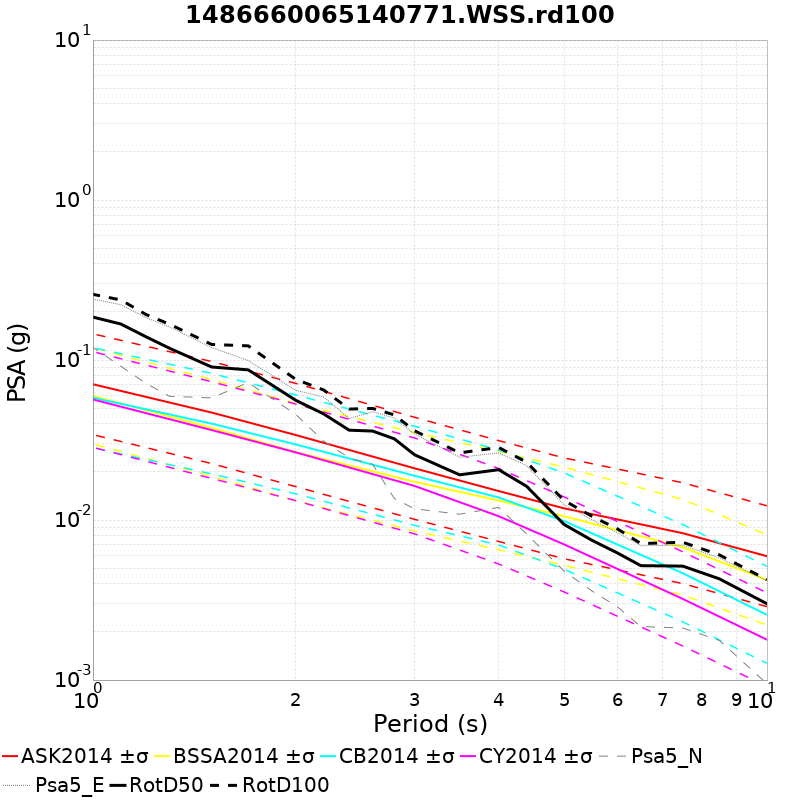 14866660065140771.WSS.rd100
10^1
10^0
10^-1
10^-2
10^-3
PSA (g)
10^0 2 3 4 5 6 7 8 9 10^1
Period (s)
ASK2014 ±σ BSSA2014 ±σ CB2014 ±σ CY2014 ±σ Psa5_N
Psa5_E RotD50 RotD100